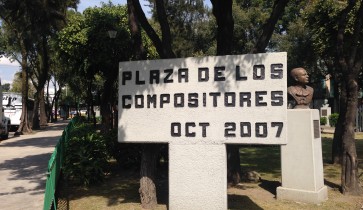 PLAZA DE LOS
COMPOSITORES
OCT 2007